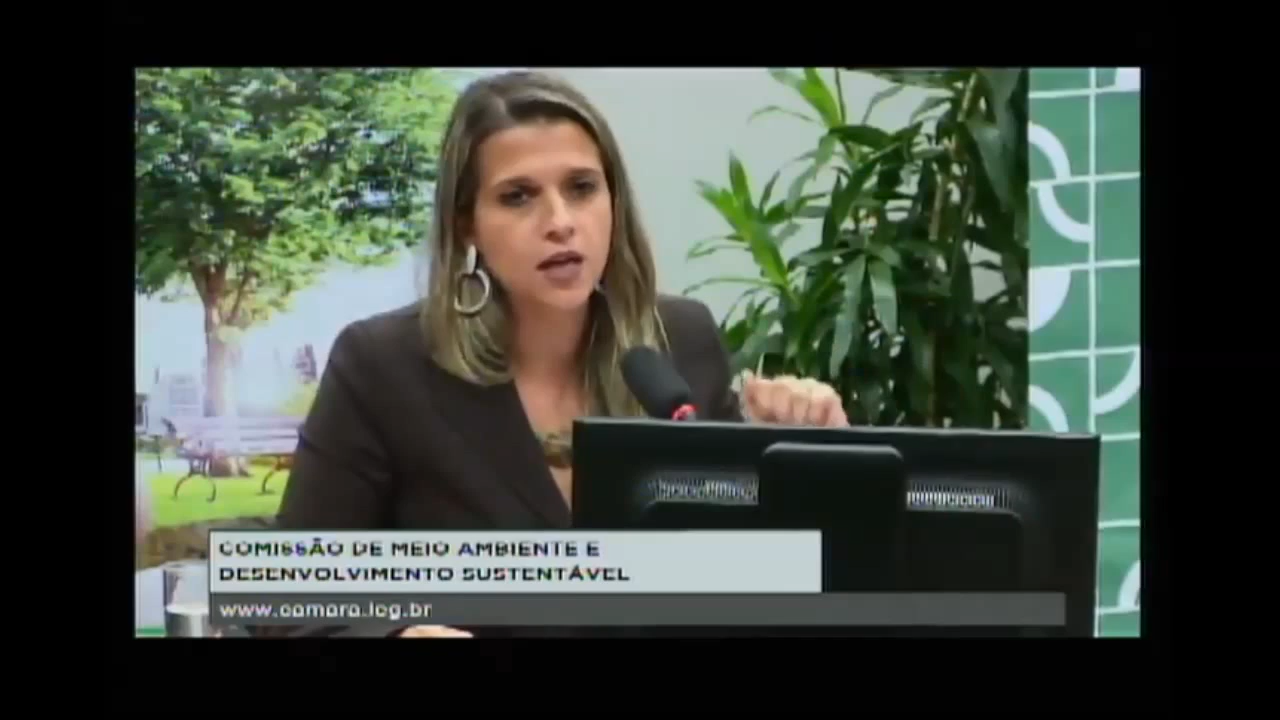 COMISSÃO DE MEIO AMBIENTE E
DESENVOLVIMENTO SUSTENTÁVEL
www.camara.leg.br